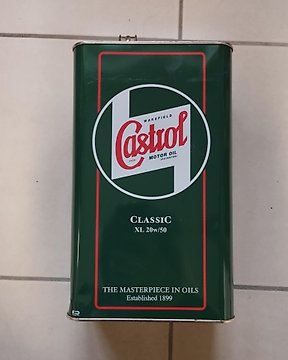 WAKEFIELD
Castrol
MOTOR OIL
CLASSIC
XL 20w/50
THE MASTERPIECE IN OILS
Established 1899